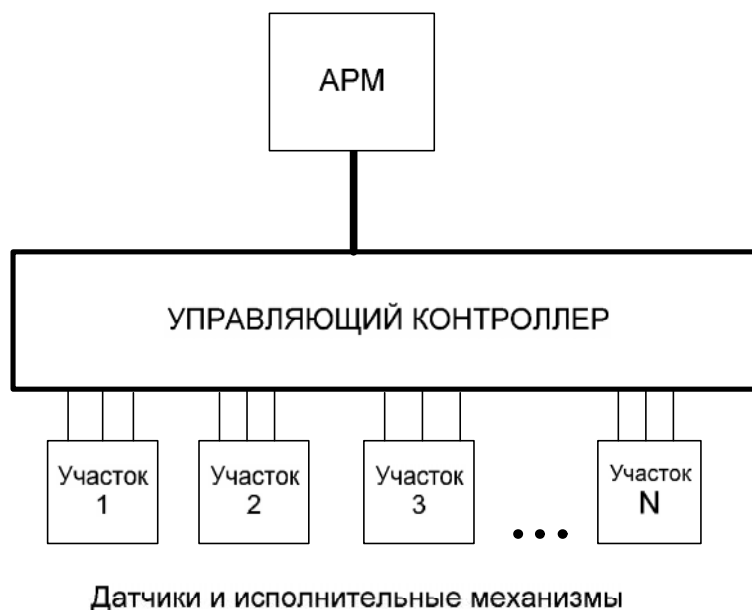 АРМ
УПРАВЛЯЮЩИЙ КОНТРОЛЛЕР
Участок
1
Участок
2
Участок
3
...
Участок
N
Датчики и исполнительные механизмы